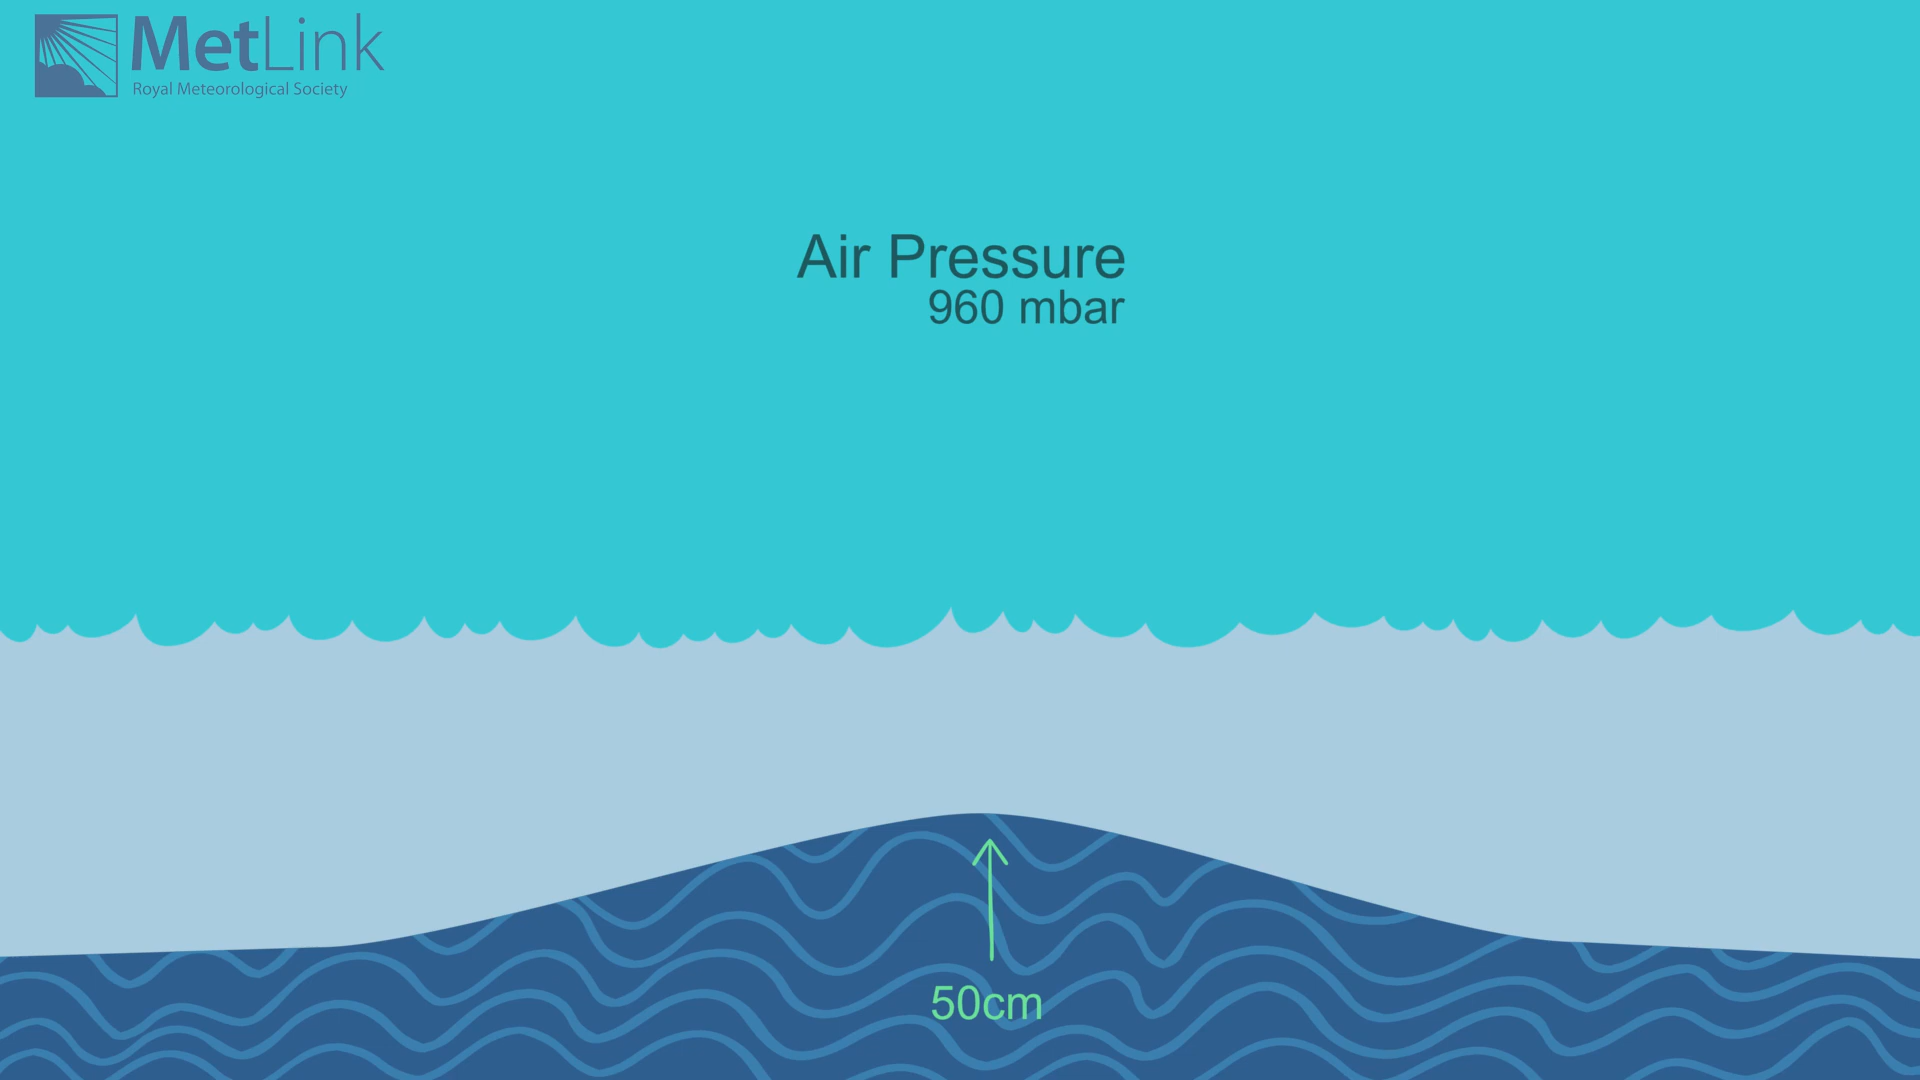 MetLink
Royal Meteorological Society
Air Pressure
960 mbar
50cm